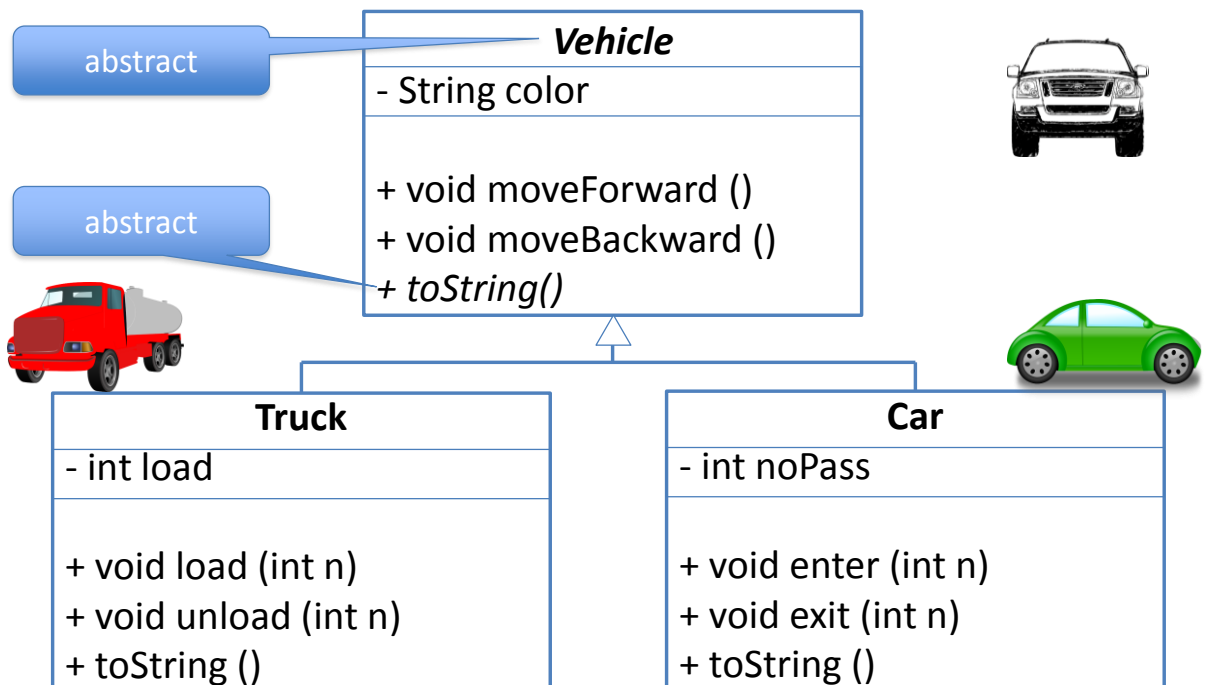 abstract
Vehicle
- String color
+ void moveForward ()
+ void moveBackward ()
abstract
+ toString()
Truck
- int load
+ void load (int n)
+ void unload (int n)
+ toString ()
Car
- int noPass
+ void enter (int n)
+ void exit (int n)
+ toString ()